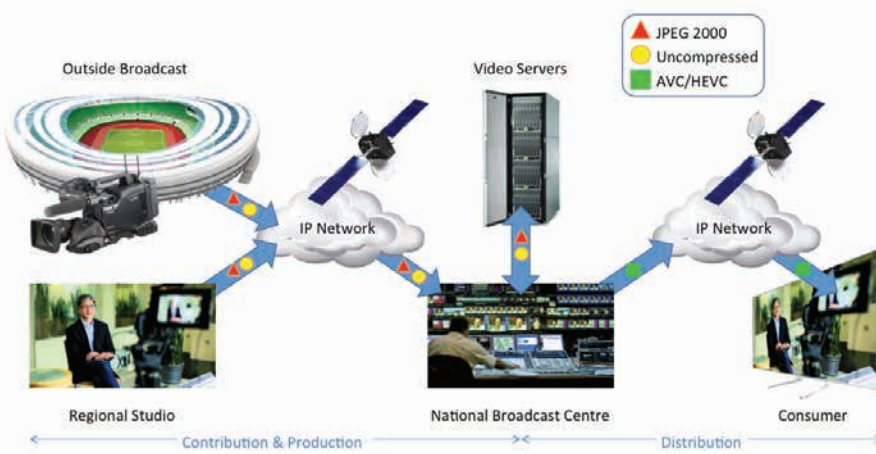 JPEG 2000
Uncompressed
AVC/HEVC
Outside Broadcast
Video Servers
IP Network
IP Network
Regional Studio
National Broadcast Centre
Consumer
Contribution & Production
Distribution